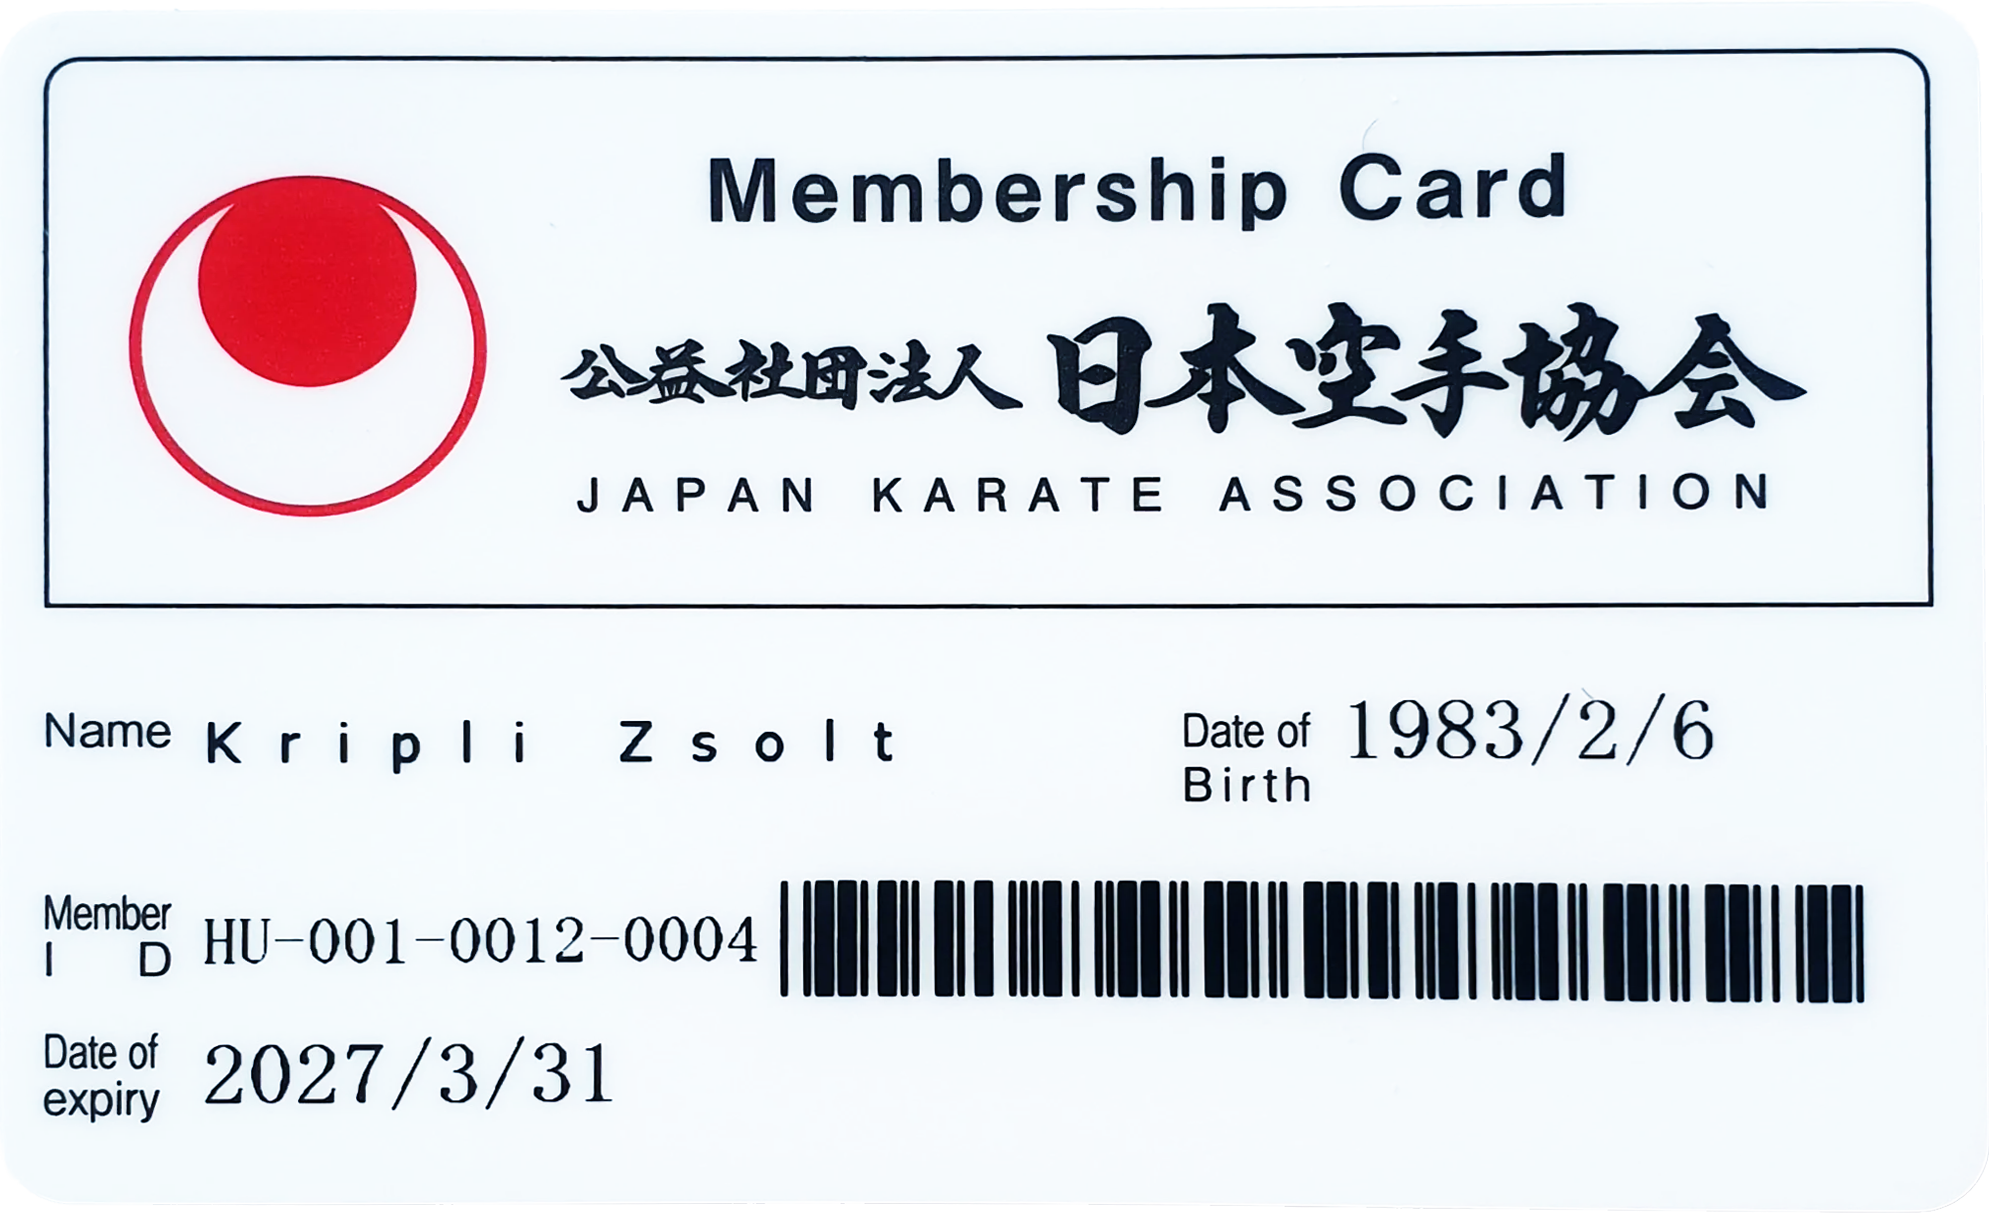 Membership Card
公益社団法人 日本空手協会
JAPAN KARATE ASSOCIATION
Name Kripli Zsolt
Date of Birth 1983/2/6
Member ID HU-001-0012-0004
Date of expiry 2027/3/31